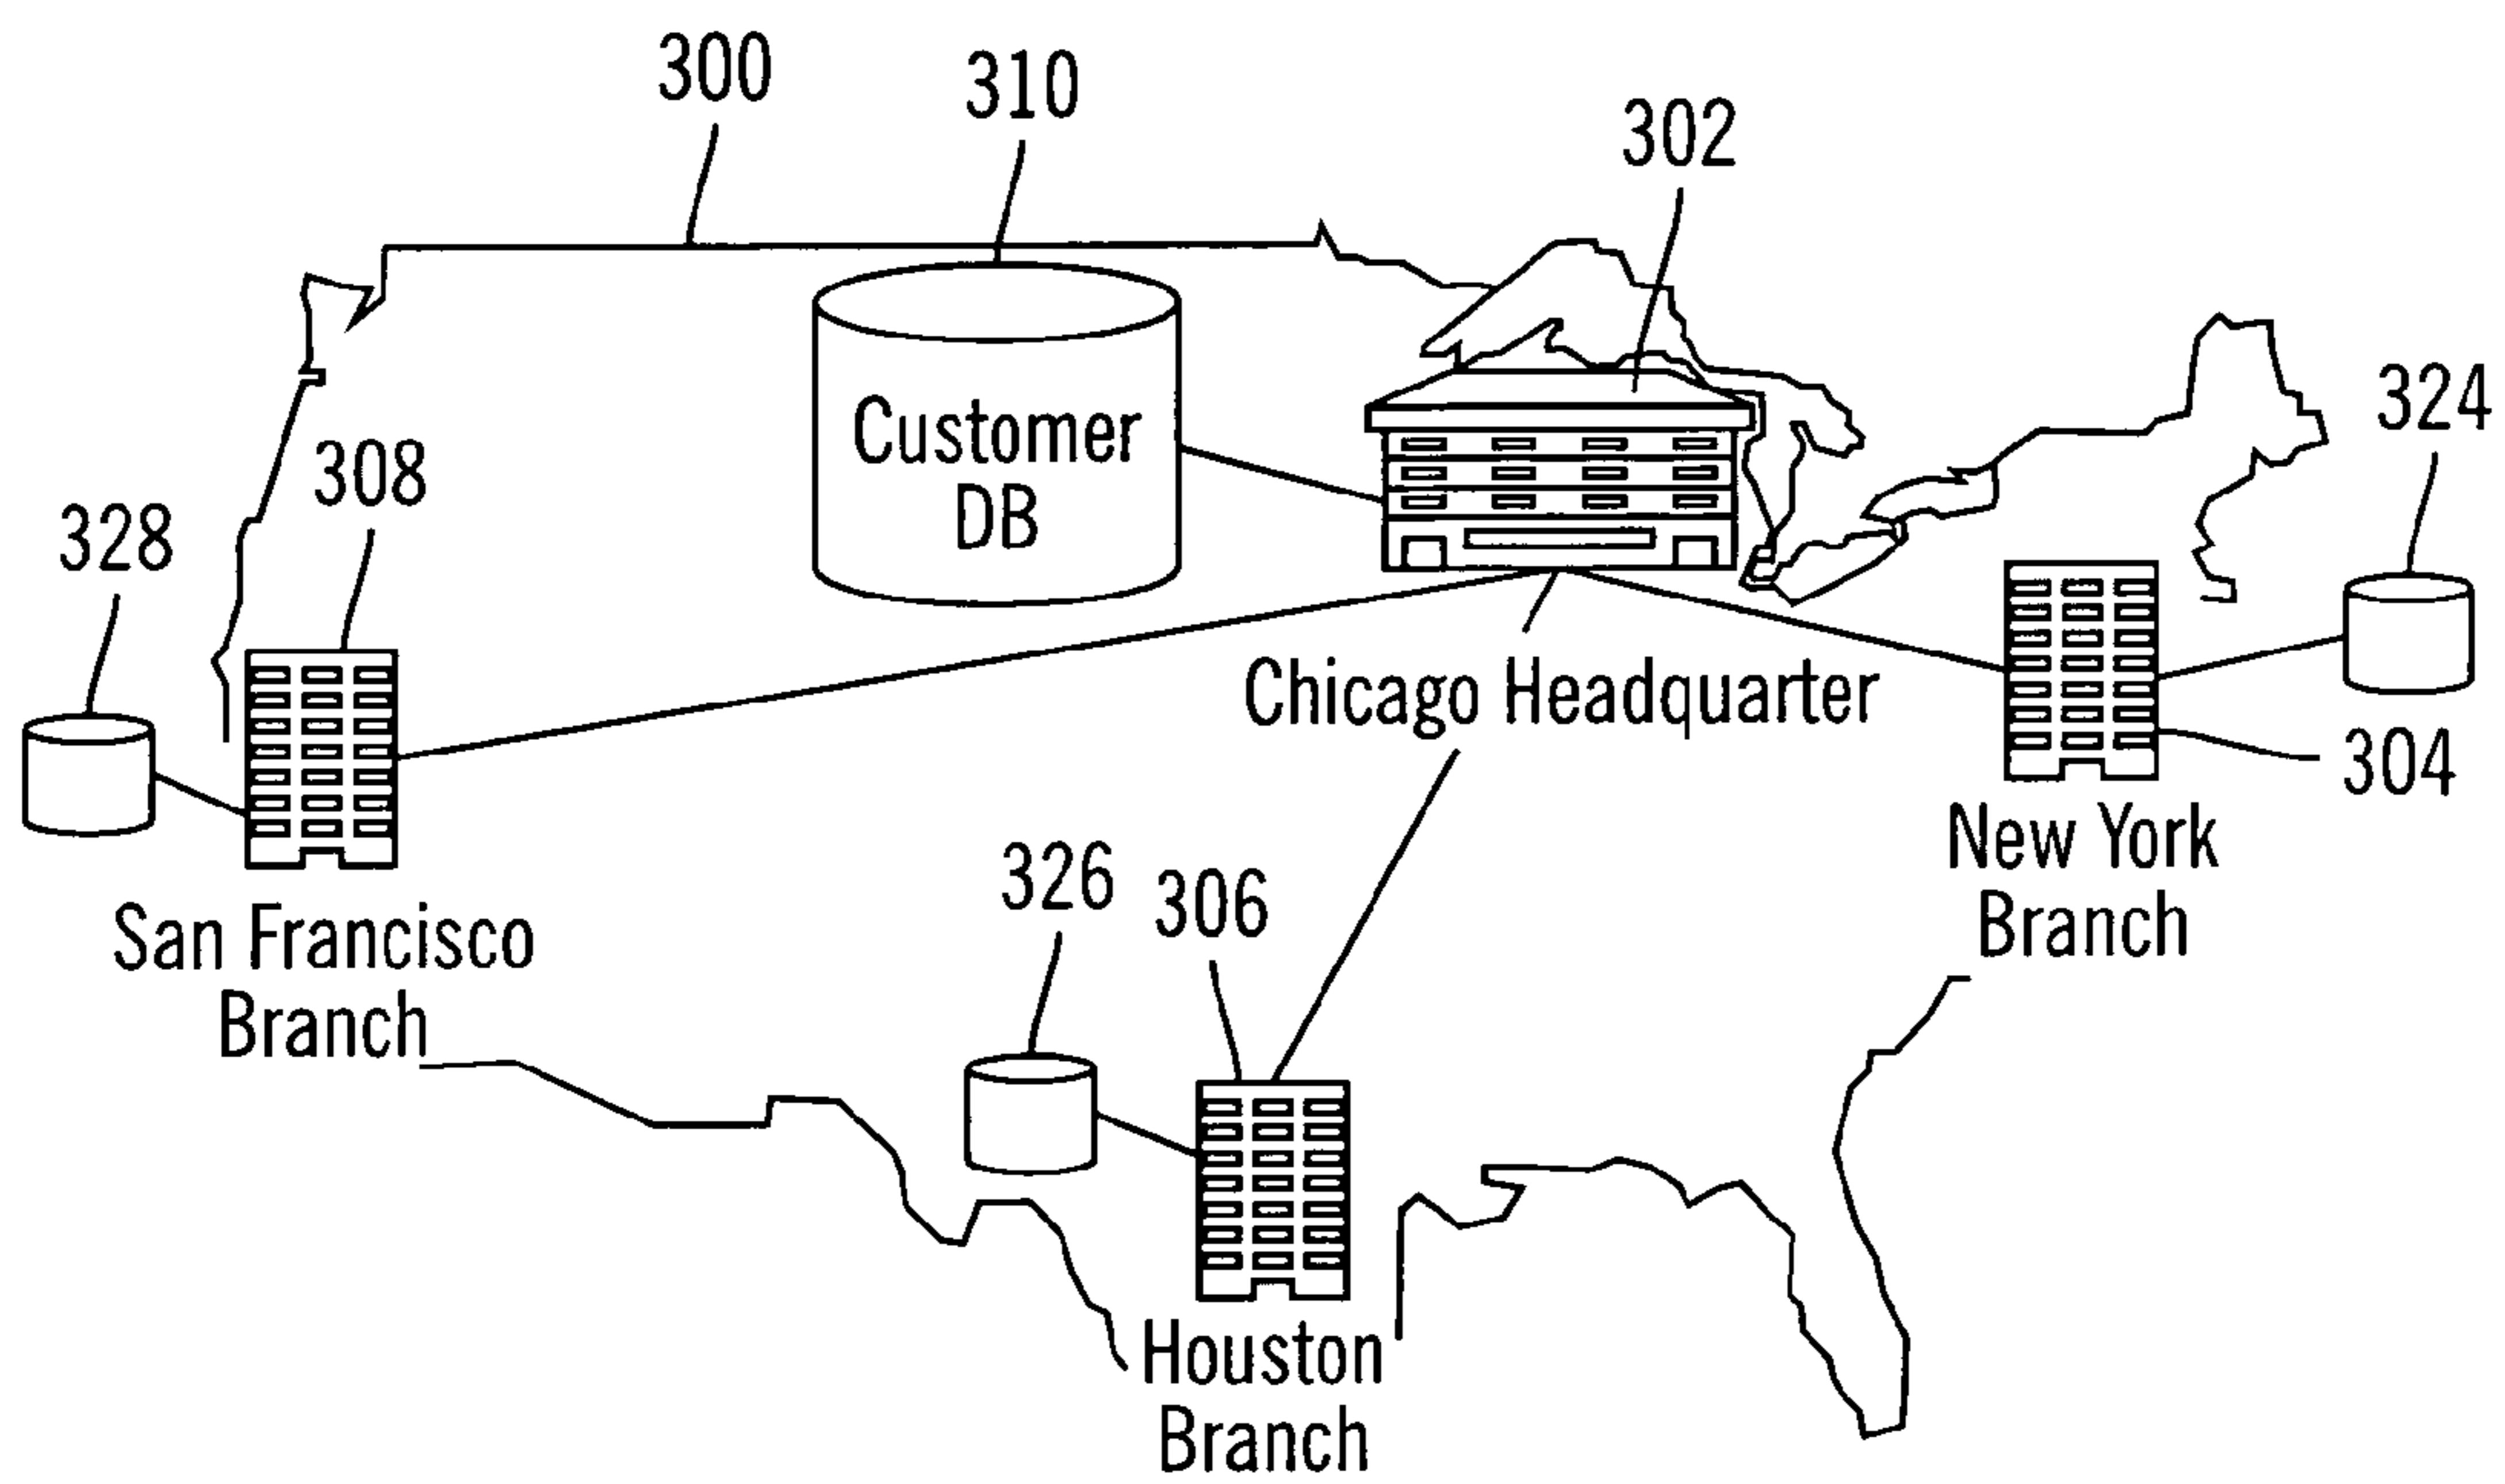 300
310
302
324
308
328
Customer
DB
Chicago Headquarter
304
New York
Branch
326
306
San Francisco
Branch
Houston
Branch